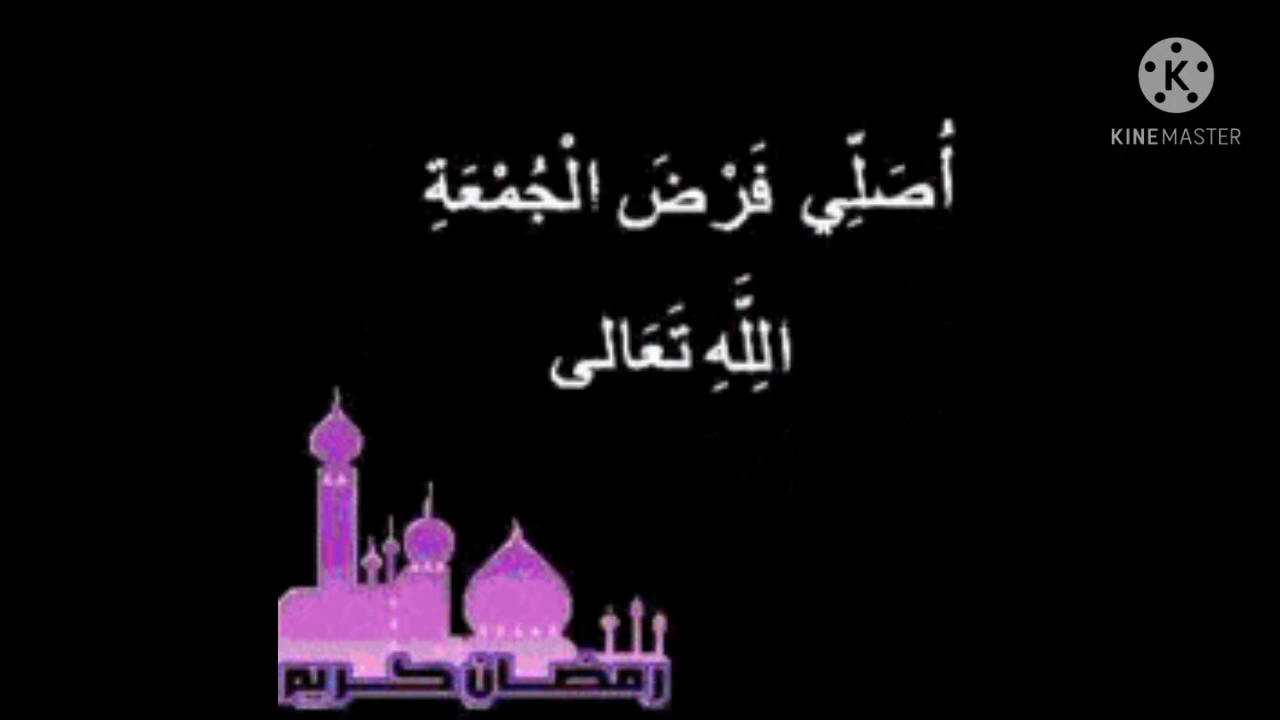 KINEMASTER
أُصَلِّي فَرْضَ الْجُمْعَةِ
اللِلَّهِ تَعَالى
رمضان كريم